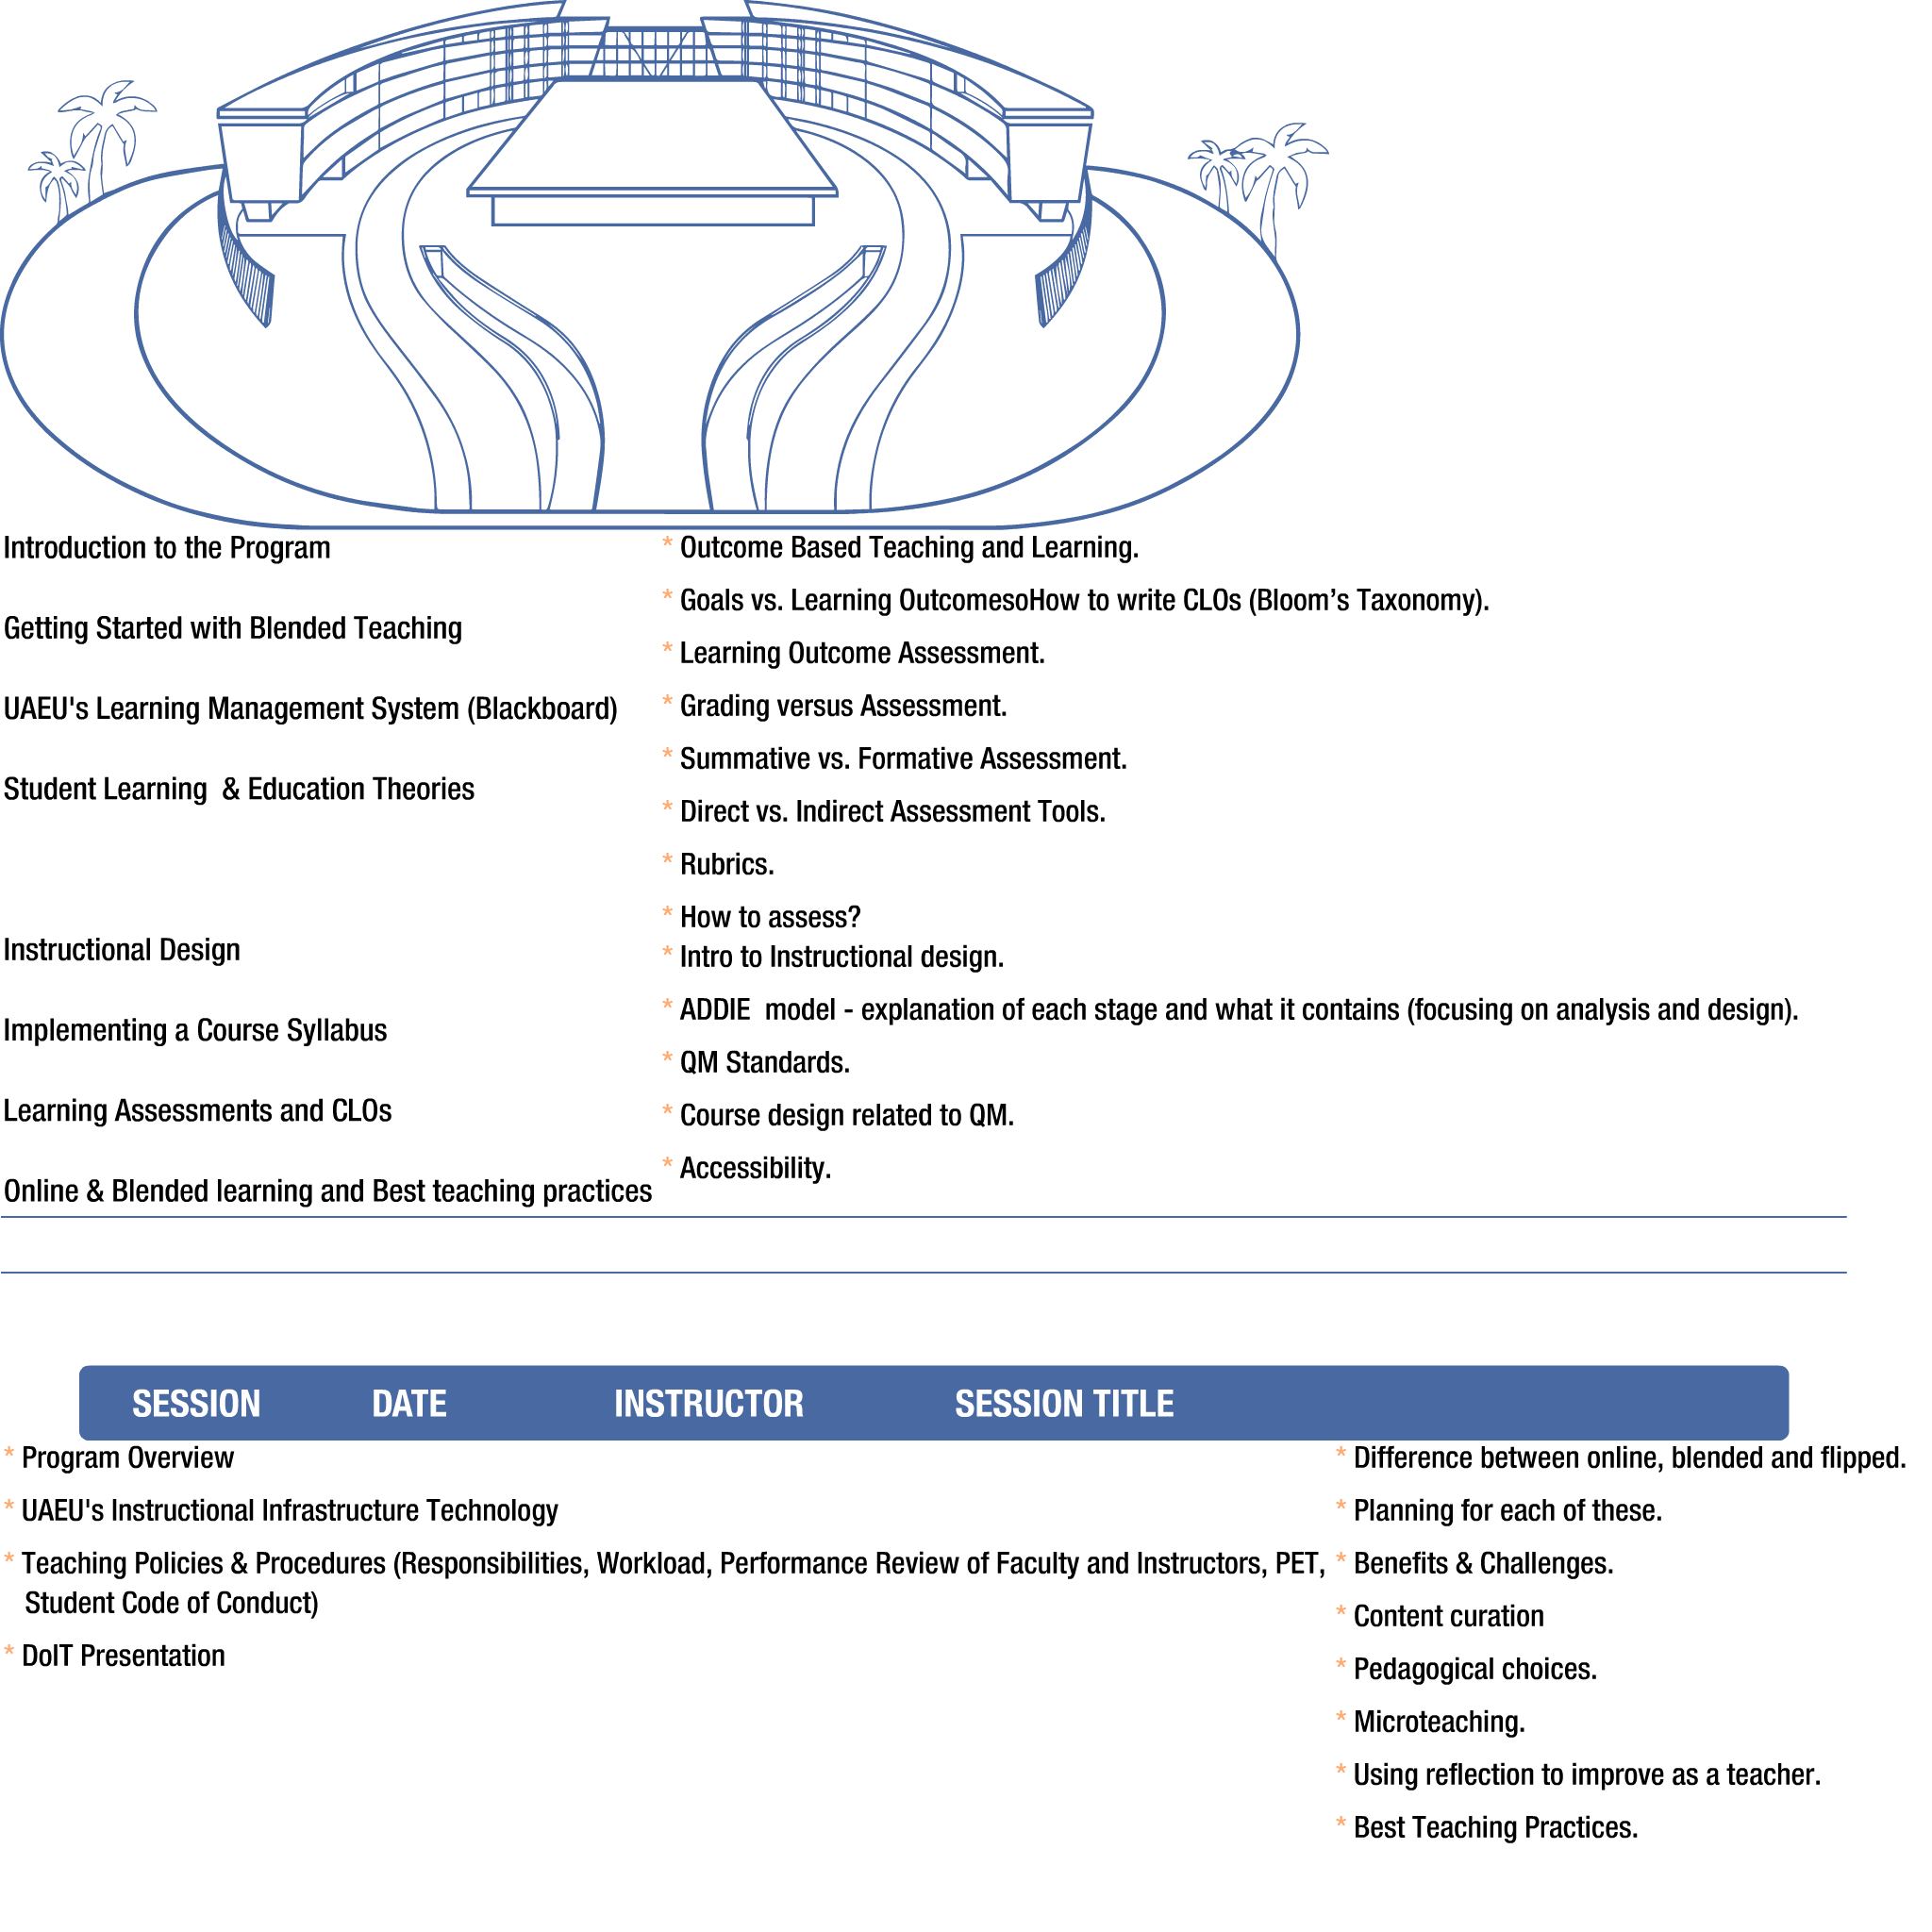 Introduction to the Program
Getting Started with Blended Teaching
UAEU's Learning Management System (Blackboard)
Student Learning  & Education Theories
Instructional Design
Implementing a Course Syllabus
Learning Assessments and CLOs
Online & Blended learning and Best teaching practices
* Outcome Based Teaching and Learning.
* Goals vs. Learning OutcomesoHow to write CLOs (Bloom’s Taxonomy).
* Learning Outcome Assessment.
* Grading versus Assessment.
* Summative vs. Formative Assessment.
* Direct vs. Indirect Assessment Tools.
* Rubrics.
* How to assess?
* Intro to Instructional design.
* ADDIE  model - explanation of each stage and what it contains (focusing on analysis and design).
* QM Standards.
* Course design related to QM.
* Accessibility.
SESSION DATE INSTRUCTOR SESSION TITLE
* Program Overview
* UAEU's Instructional Infrastructure Technology
* Teaching Policies & Procedures (Responsibilities, Workload, Performance Review of Faculty and Instructors, PET,
Student Code of Conduct)
* DoIT Presentation
* Difference between online, blended and flipped.
* Planning for each of these.
* Benefits & Challenges.
* Content curation
* Pedagogical choices.
* Microteaching.
* Using reflection to improve as a teacher.
* Best Teaching Practices.